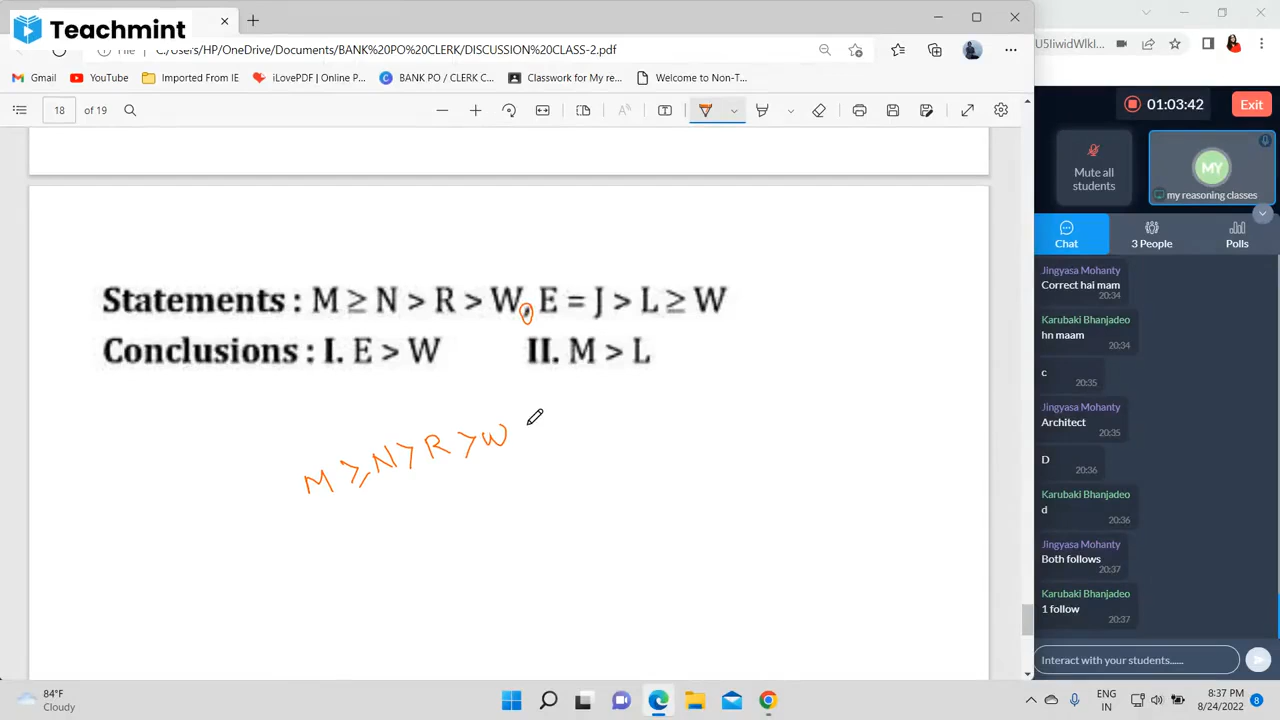 Teachmint
File
C:/Users/HP/OneDrive/Documents/BANK%20PO%20CLERK/DISCUSSION%20CLASS-2.pdf
U5IiwidWlkI
Gmail
YouTube
Imported From IE
iLovePDF | Online P...
BANK PO / CLERK C...
Classwork for My re...
Welcome to Non-T...
18 of 19
01:03:42
Exit
Mute all
students
MY
my reasoning classes
Chat
3 People
Polls
Statements : M ≥ N > R > W, E = J > L ≥ W
Conclusions : I. E > W II. M > L
M ≥ N > R > W
Jingyasa Mohanty
Correct hai mam
20:34
Karubaki Bhanjadeo
hn maam
20:34
c
20:35
Jingyasa Mohanty
Architect
20:35
D
20:36
Karubaki Bhanjadeo
d
20:36
Jingyasa Mohanty
Both follows
20:37
Karubaki Bhanjadeo
1 follow
20:37
Interact with your students......
84°F
Cloudy
ENG
IN
8:37 PM
8/24/2022
8